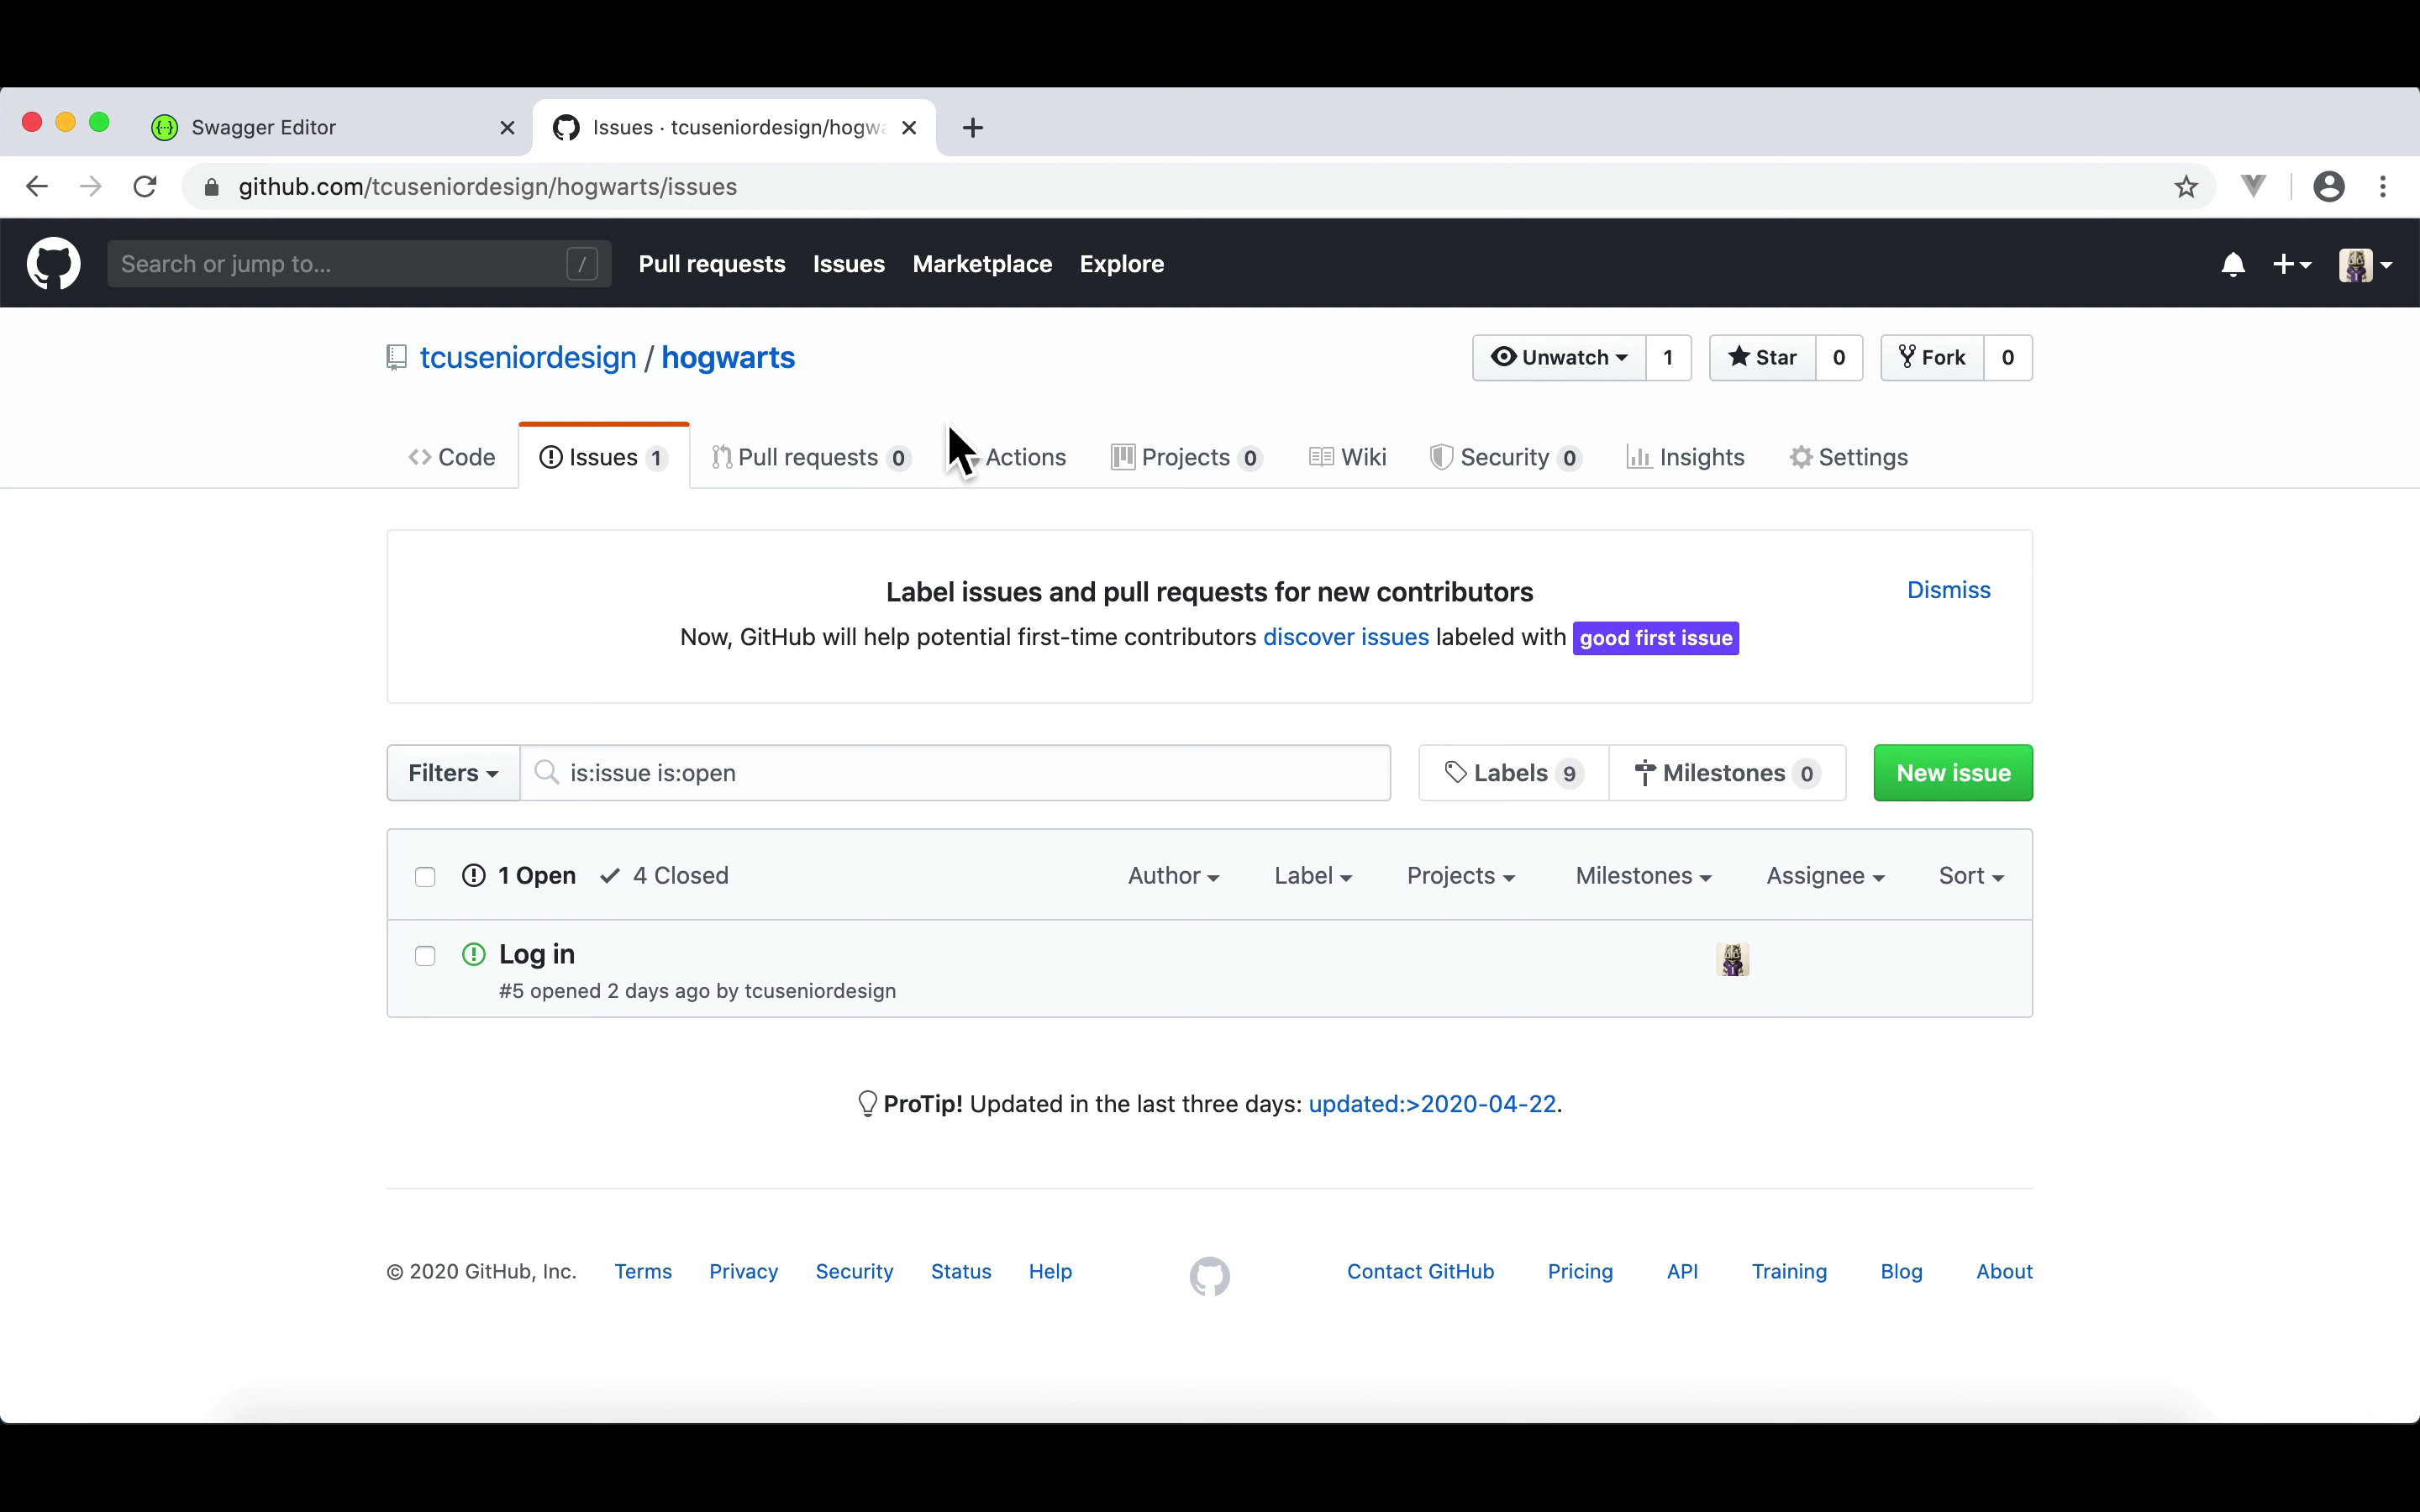 Swagger Editor
Issues · tcuseniordesign/hogwa
github.com/tcuseniordesign/hogwarts/issues
Search or jump to... /
Pull requests Issues Marketplace Explore
tcuseniordesign / hogwarts
Unwatch 1 Star 0 Fork 0
Code Issues 1 Pull requests 0 Actions Projects 0 Wiki Security 0 Insights Settings
Label issues and pull requests for new contributors
Dismiss
Now, GitHub will help potential first-time contributors discover issues labeled with good first issue
Filters is:issue is:open Labels 9 Milestones 0 New issue
1 Open 4 Closed Author Label Projects Milestones Assignee Sort
Log in
#5 opened 2 days ago by tcuseniordesign
ProTip! Updated in the last three days: updated:>2020-04-22.
© 2020 GitHub, Inc. Terms Privacy Security Status Help Contact GitHub Pricing API Training Blog About